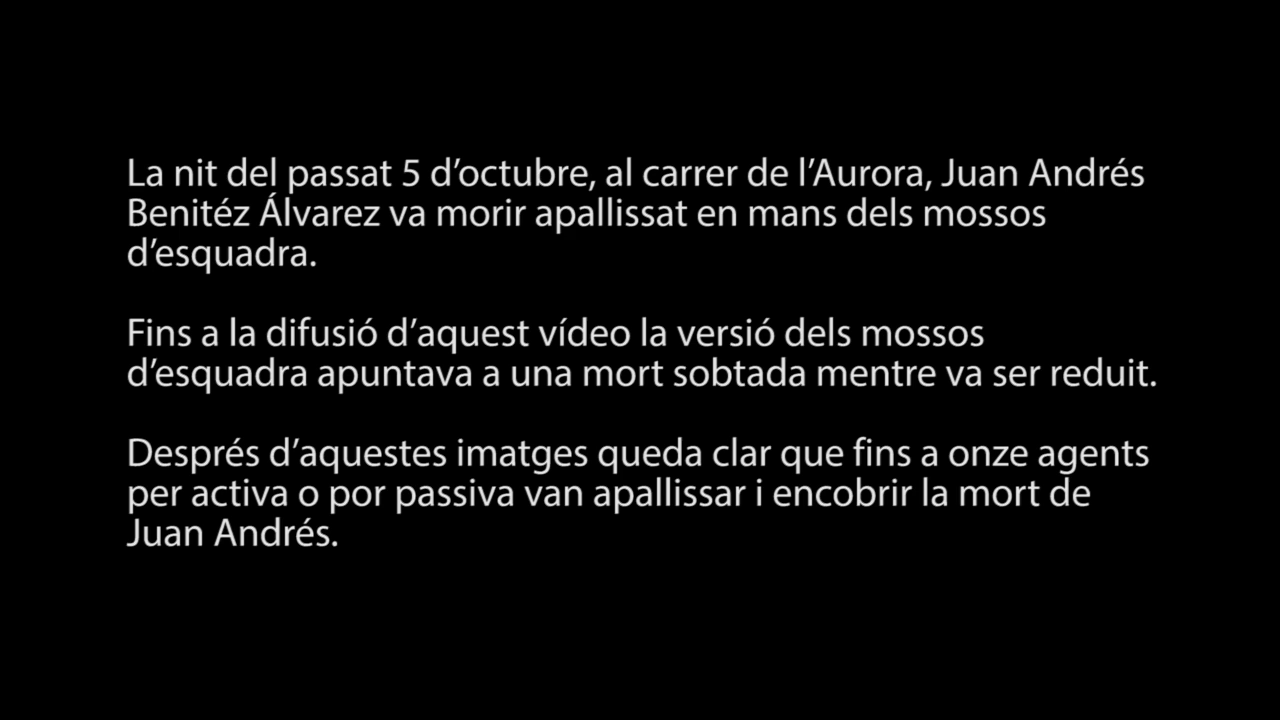 La nit del passat 5 d’octubre, al carrer de l’Aurora, Juan Andrés
Benitéz Álvarez va morir apallissat en mans dels mossos
d’esquadra.
Fins a la difusió d’aquest vídeo la versió dels mossos
d’esquadra apuntava a una mort sobtada mentre va ser reduit.
Després d’aquestes imatges queda clar que fins a onze agents
per activa o por passiva van apallissar i encobrir la mort de
Juan Andrés.